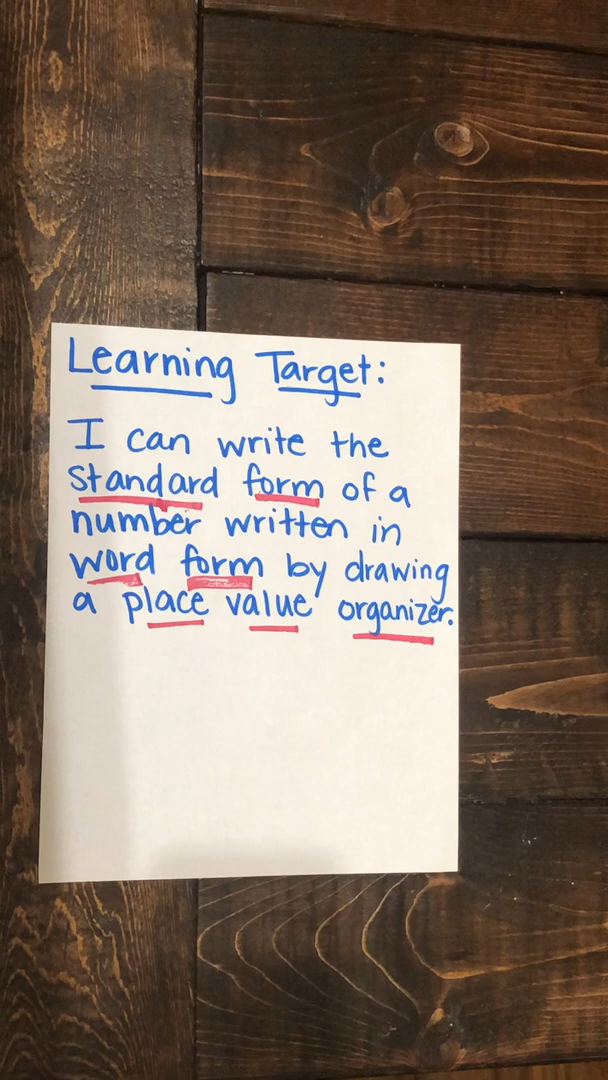 Learning Target:
I can write the
standard form of a
number written in
word form by drawing
a place value organizer.